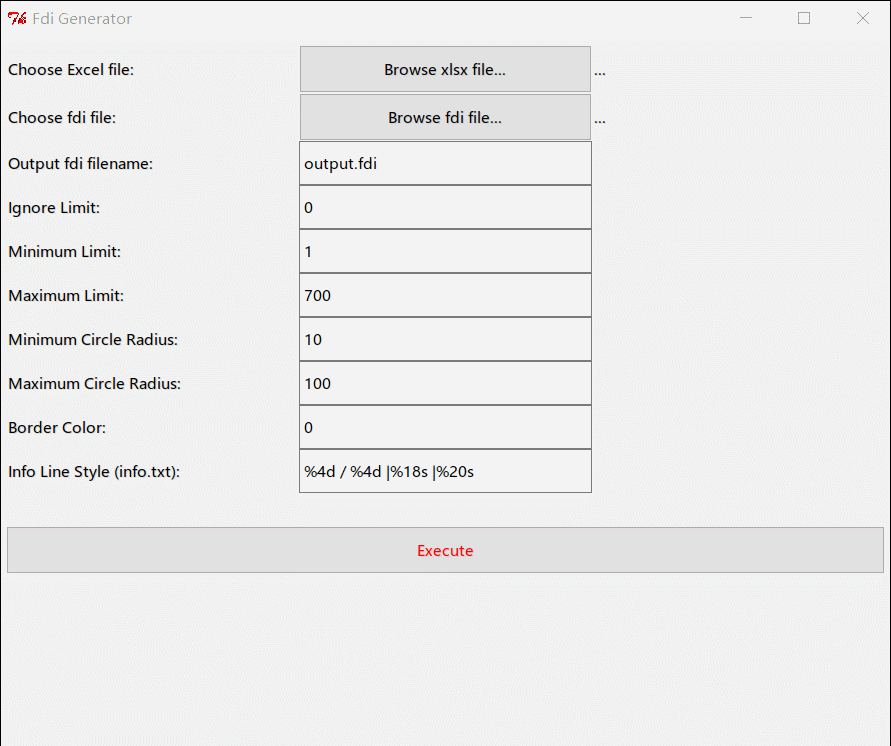 Fdi Generator
Choose Excel file: Browse xlsx file... ...
Choose fdi file: Browse fdi file... ...
Output fdi filename: output.fdi
Ignore Limit: 0
Minimum Limit: 1
Maximum Limit: 700
Minimum Circle Radius: 10
Maximum Circle Radius: 100
Border Color: 0
Info Line Style (info.txt): %4d / %4d |%18s |%20s
Execute